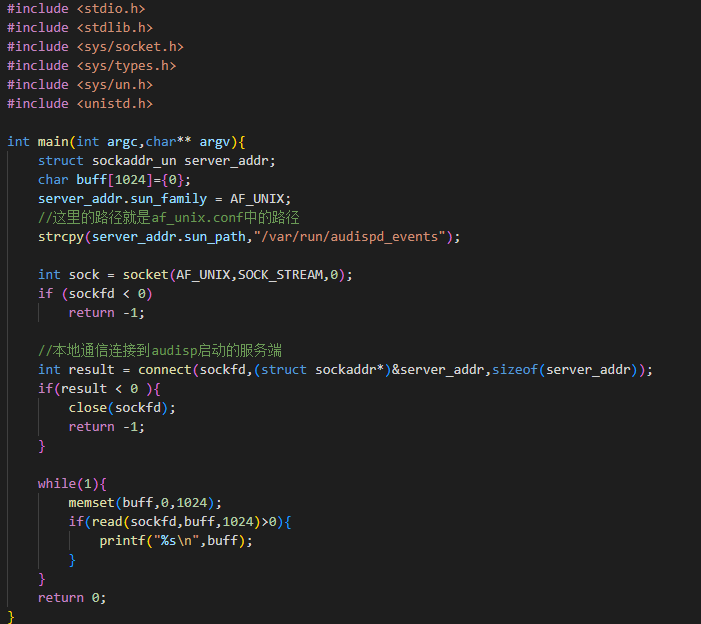 #include <stdio.h>
#include <stdlib.h>
#include <sys/socket.h>
#include <sys/types.h>
#include <sys/un.h>
#include <unistd.h>
int main(int argc,char** argv){
struct sockaddr_un server_addr;
char buff[1024]={0};
server_addr.sun_family = AF_UNIX;
//这里的路径就是af_unix.conf中的路径
strcpy(server_addr.sun_path,"/var/run/audispd_events");
int sock = socket(AF_UNIX,SOCK_STREAM,0);
if (sockfd < 0)
return -1;
//本地通信连接到audisp启动的服务端
int result = connect(sockfd,(struct sockaddr*)&server_addr,sizeof(server_addr));
if(result < 0 ){
close(sockfd);
return -1;
}
while(1){
memset(buff,0,1024);
if(read(sockfd,buff,1024)>0){
printf("%s\n",buff);
}
}
return 0;
}